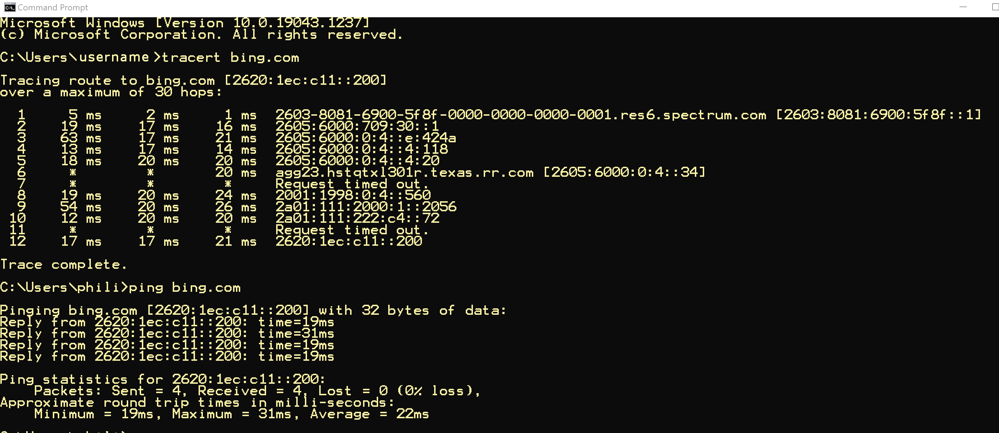 Command Prompt
Microsoft Windows [Version 10.0.19043.1237]
(c) Microsoft Corporation. All rights reserved.
C:\Users\username >tracert bing.com
Tracing route to bing.com [2620:1ec:c11::200]
over a maximum of 30 hops:
1 5 ms 2 ms 1 ms 2603-8081-6900-5f8f-0000-0000-0000-0001.res6.spectrum.com [2603:8081:6900:5f8f::1]
2 19 ms 17 ms 16 ms 2605:6000:709:30::1
3 63 ms 17 ms 21 ms 2605:6000:0:4::e:424a
4 13 ms 17 ms 14 ms 2605:6000:0:4::4:118
5 18 ms 20 ms 20 ms 2605:6000:0:4::4:20
6 * * 20 ms agg23.hstqtxl301r.texas.rr.com [2605:6000:0:4::34]
7 * * * Request timed out.
8 19 ms 20 ms 24 ms 2001:1998:0:4::560
9 54 ms 20 ms 26 ms 2a01:111:2000:1::2056
10 12 ms 20 ms 20 ms 2a01:111:222:c4::72
11 * * * Request timed out.
12 17 ms 17 ms 21 ms 2620:1ec:c11::200
Trace complete.
C:\Users\phili>ping bing.com
Pinging bing.com [2620:1ec:c11::200] with 32 bytes of data:
Reply from 2620:1ec:c11::200: time=19ms
Reply from 2620:1ec:c11::200: time=31ms
Reply from 2620:1ec:c11::200: time=19ms
Reply from 2620:1ec:c11::200: time=19ms
Ping statistics for 2620:1ec:c11::200:
Packets: Sent = 4, Received = 4, Lost = 0 (0% loss),
Approximate round trip times in milli-seconds:
Minimum = 19ms, Maximum = 31ms, Average = 22ms